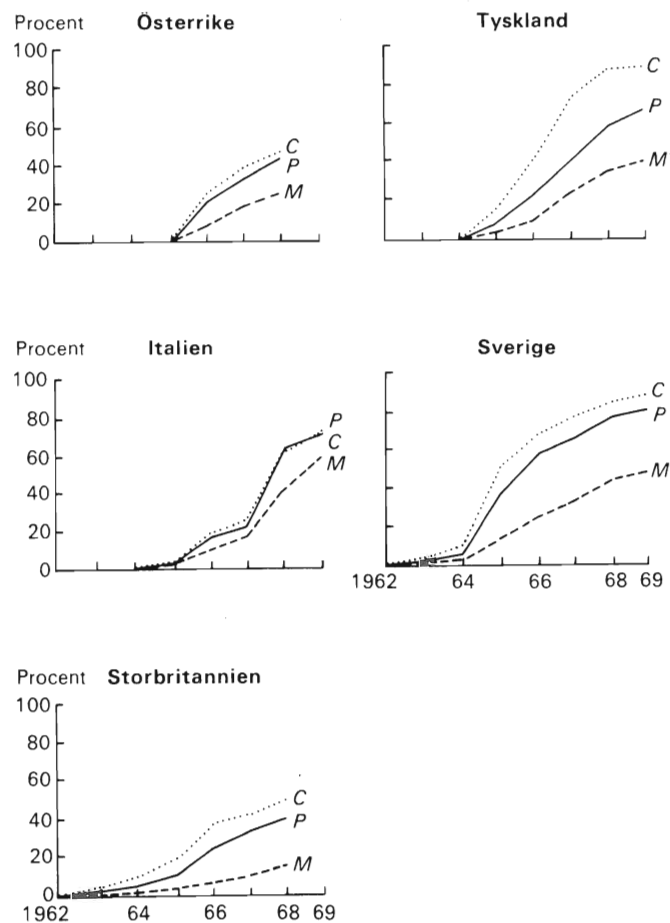 Procent Österrike
100
80
60
40
20
0
C
P
M
Tyskland
C
P
M
Procent Italien
100
80
60
40
20
0
P
C
M
Sverige
C
P
M
1962 64 66 68 69
Procent Storbritannien
100
80
60
40
20
0
C
P
M
1962 64 66 68 69